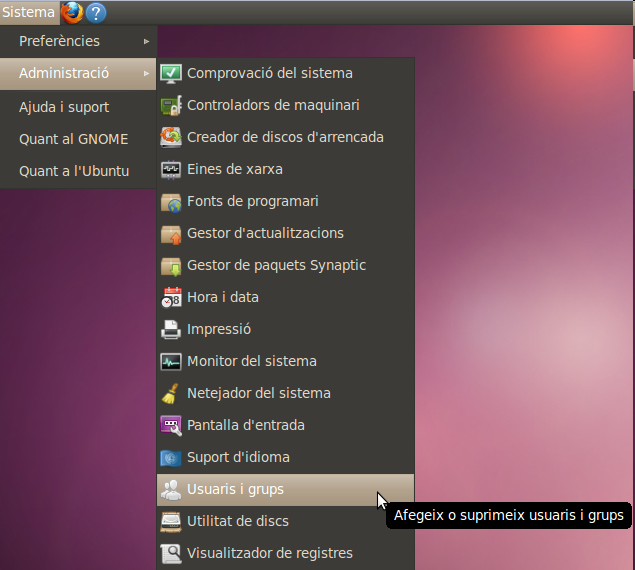 Sistema
Preferències
Administració
Ajuda i suport
Quant al GNOME
Quant a l'Ubuntu
Comprovació del sistema
Controladors de maquinari
Creador de discos d'arrencada
Eines de xarxa
Fonts de programari
Gestor d'actualitzacions
Gestor de paquets Synaptic
Hora i data
Impressió
Monitor del sistema
Netejador del sistema
Pantalla d'entrada
Suport d'idioma
Usuaris i grups
Afegeix o suprimeix usuaris i grups
Utilitat de discs
Visualitzador de registres